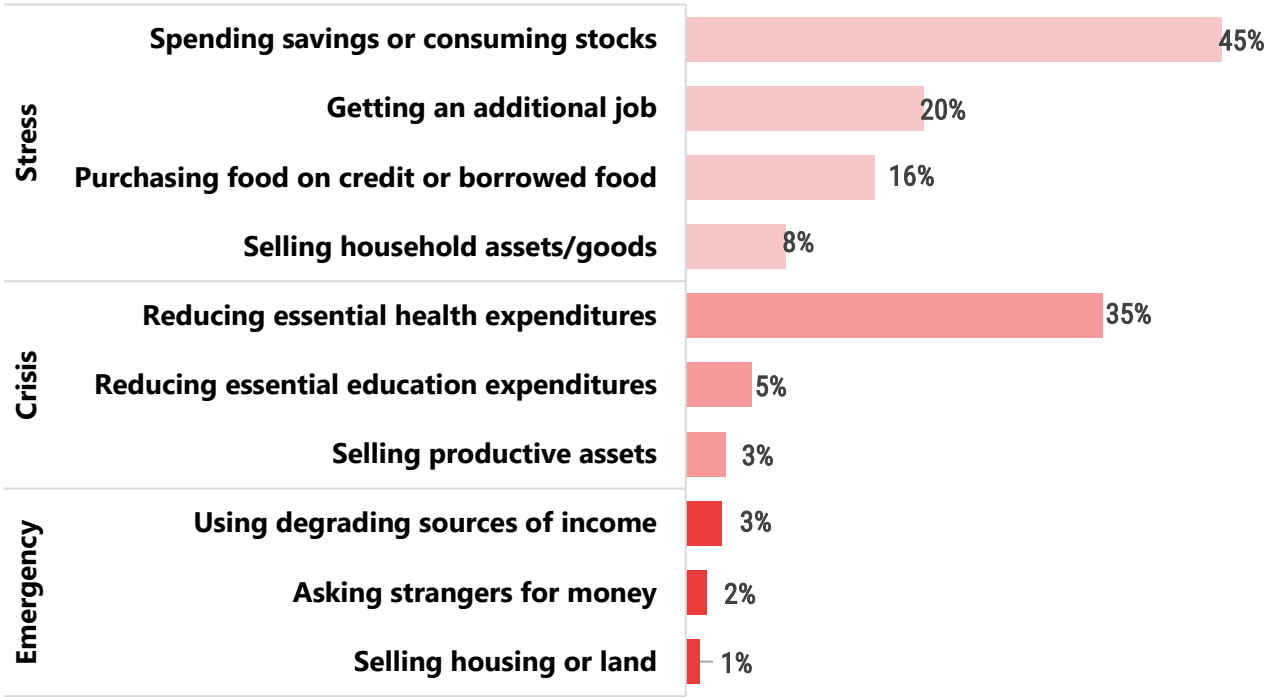 Stress
Spending savings or consuming stocks 45%
Getting an additional job 20%
Purchasing food on credit or borrowed food 16%
Selling household assets/goods 8%
Crisis
Reducing essential health expenditures 35%
Reducing essential education expenditures 5%
Selling productive assets 3%
Emergency
Using degrading sources of income 3%
Asking strangers for money 2%
Selling housing or land 1%